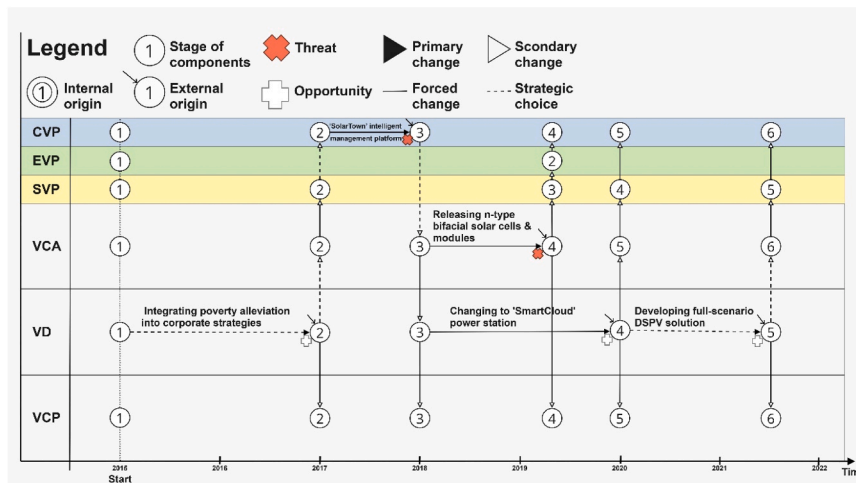 Legend
1 Stage of components
Threat
Primary change
Scondary change
1 Internal origin
1 External origin
Opportunity
Forced change
Strategic choice
CVP 1 2 'SolarTown' intelligent management platform 3 4 5 6
EVP 1 2
SVP 1 2 3 4 5
Releasing n-type
bifacial solar cells &
modules
VCA 1 2 3 4 5 6
Integrating poverty alleviation
into corporate strategies
Changing to 'SmartCloud'
power station
Developing full-scenario
DSPV solution
VD 1 2 3 4 5
VCP 1 2 3 4 5 6
2016 2017 2018 2019 2020 2021 2022
Start
Tim